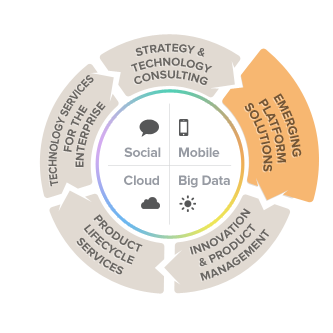 STRATEGY &
TECHNOLOGY
CONSULTING
EMERGING
PLATFORM
SOLUTIONS
INNOVATION
& PRODUCT
MANAGEMENT
PRODUCT
LIFECYCLE
SERVICES
TECHNOLOGY SERVICES
FOR THE
ENTERPRISE
Social
Mobile
Cloud
Big Data